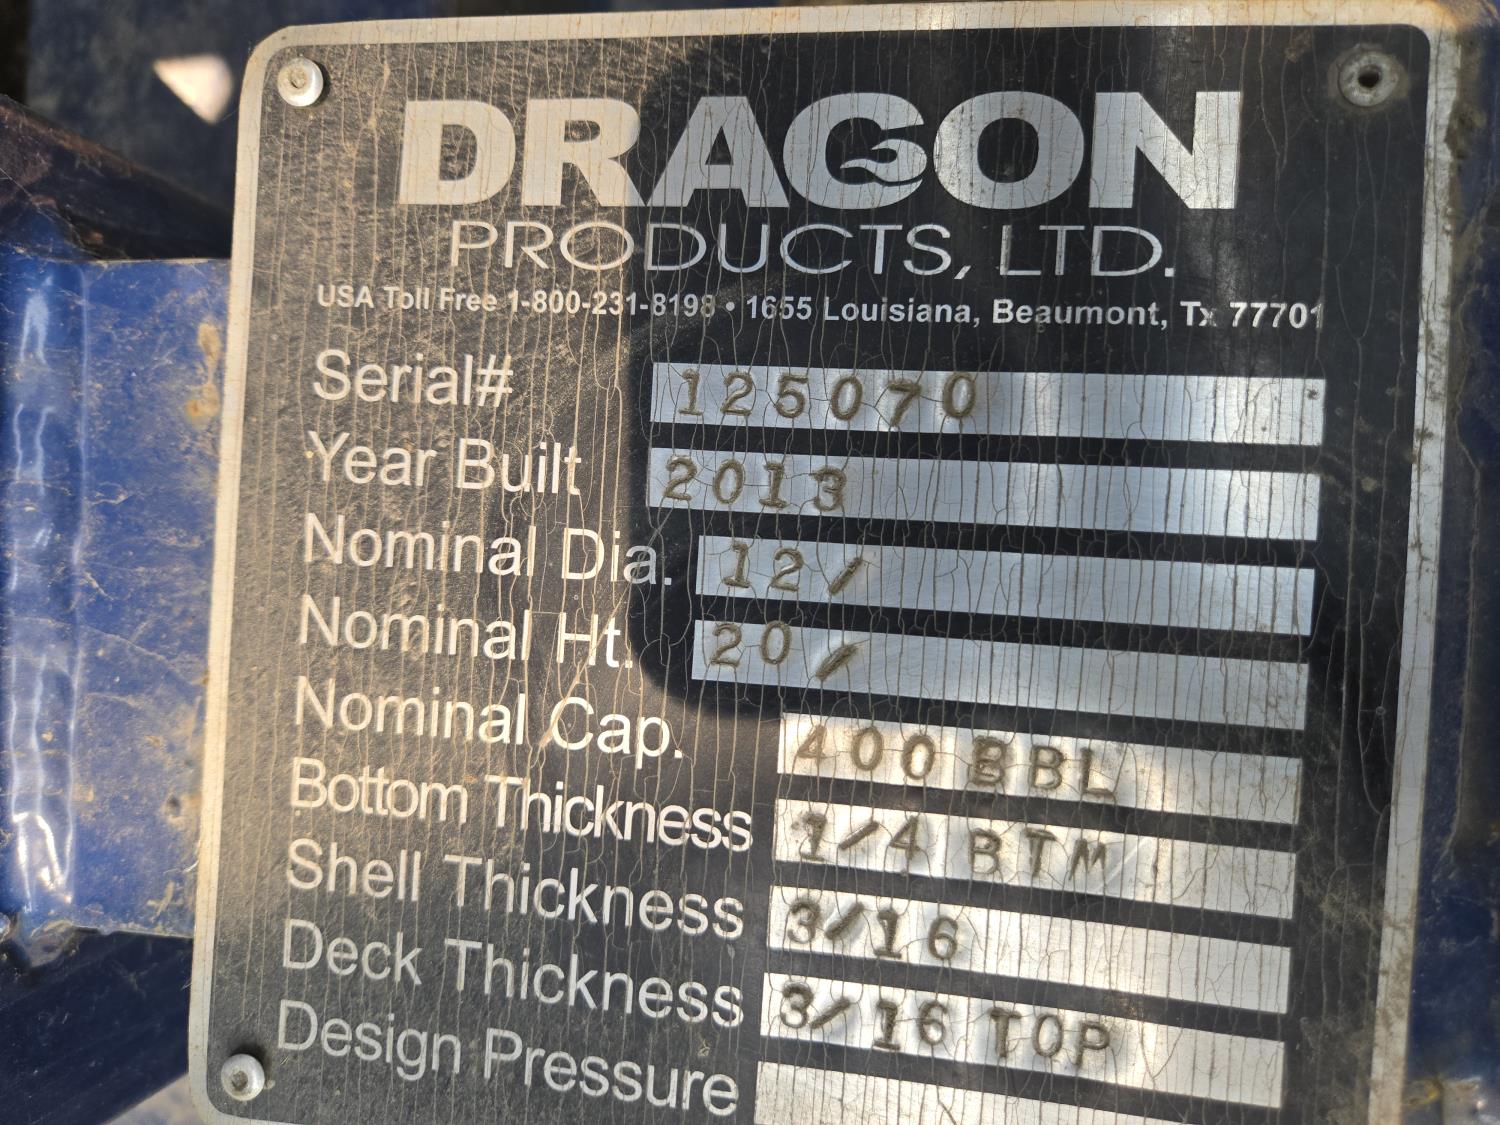 DRAGON
PRODUCTS, LTD.
USA Toll Free 1-800-231-8198 • 1655 Louisiana, Beaumont, Tx 77701
Serial# 125070
Year Built 2013
Nominal Dia. 12/
Nominal Ht. 20/
Nominal Cap. 400 BBL
Bottom Thickness 1/4 BTM
Shell Thickness 3/16
Deck Thickness 3/16 TOP
Design Pressure